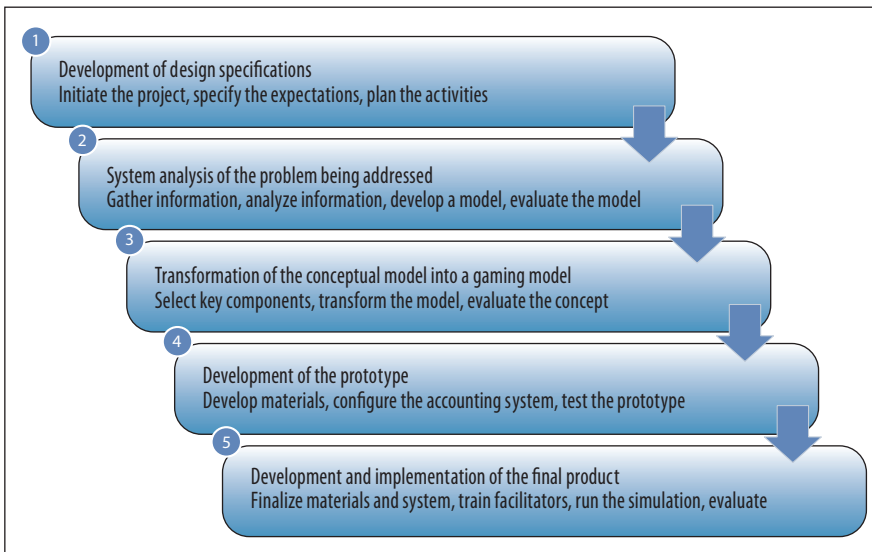 1
Development of design specifications
Initiate the project, specify the expectations, plan the activities
2
System analysis of the problem being addressed
Gather information, analyze information, develop a model, evaluate the model
3
Transformation of the conceptual model into a gaming model
Select key components, transform the model, evaluate the concept
4
Development of the prototype
Develop materials, configure the accounting system, test the prototype
5
Development and implementation of the final product
Finalize materials and system, train facilitators, run the simulation, evaluate